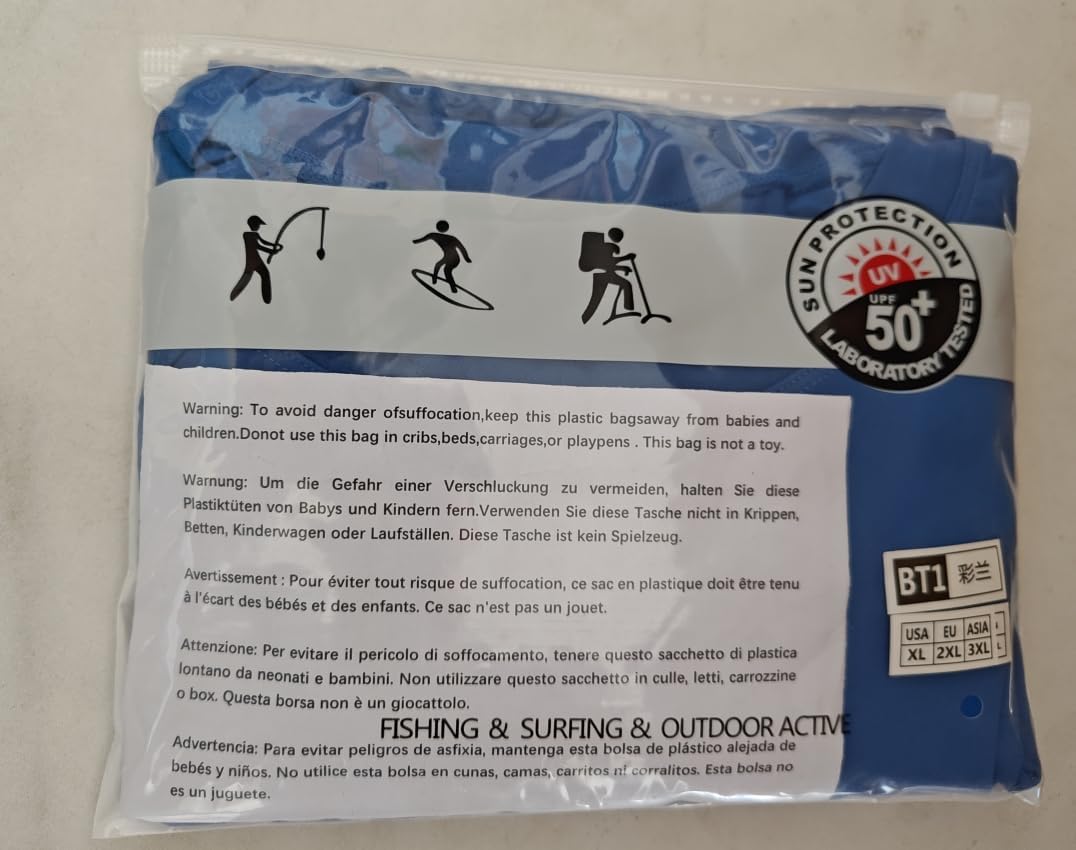 SUN PROTECTION
UV
UPF
50+
LABORATORY TESTED
Warning: To avoid danger ofsuffocation,keep this plastic bagsaway from babies and
children.Donot use this bag in cribs,beds,carriages,or playpens . This bag is not a toy.
Warnung: Um die Gefahr einer Verschluckung zu vermeiden, halten Sie diese
Plastiktüten von Babys und Kindern fern.Verwenden Sie diese Tasche nicht in Krippen,
Betten, Kinderwagen oder Laufställen. Diese Tasche ist kein Spielzeug.
Avertissement : Pour éviter tout risque de suffocation, ce sac en plastique doit être tenu
à l'écart des bébés et des enfants. Ce sac n'est pas un jouet.
Attenzione: Per evitare il pericolo di soffocamento, tenere questo sacchetto di plastica
lontano da neonati e bambini. Non utilizzare questo sacchetto in culle, letti, carrozzine
o box. Questa borsa non è un giocattolo.
FISHING & SURFING & OUTDOOR ACTIVE
Advertencia: Para evitar peligros de asfixia, mantenga esta bolsa de plástico alejada de
bebés y niños. No utilice esta bolsa en cunas, camas, carritos ni corralitos. Esta bolsa no
es un juguete.
BT1 彩兰
USA EU ASIA
XL 2XL 3XL